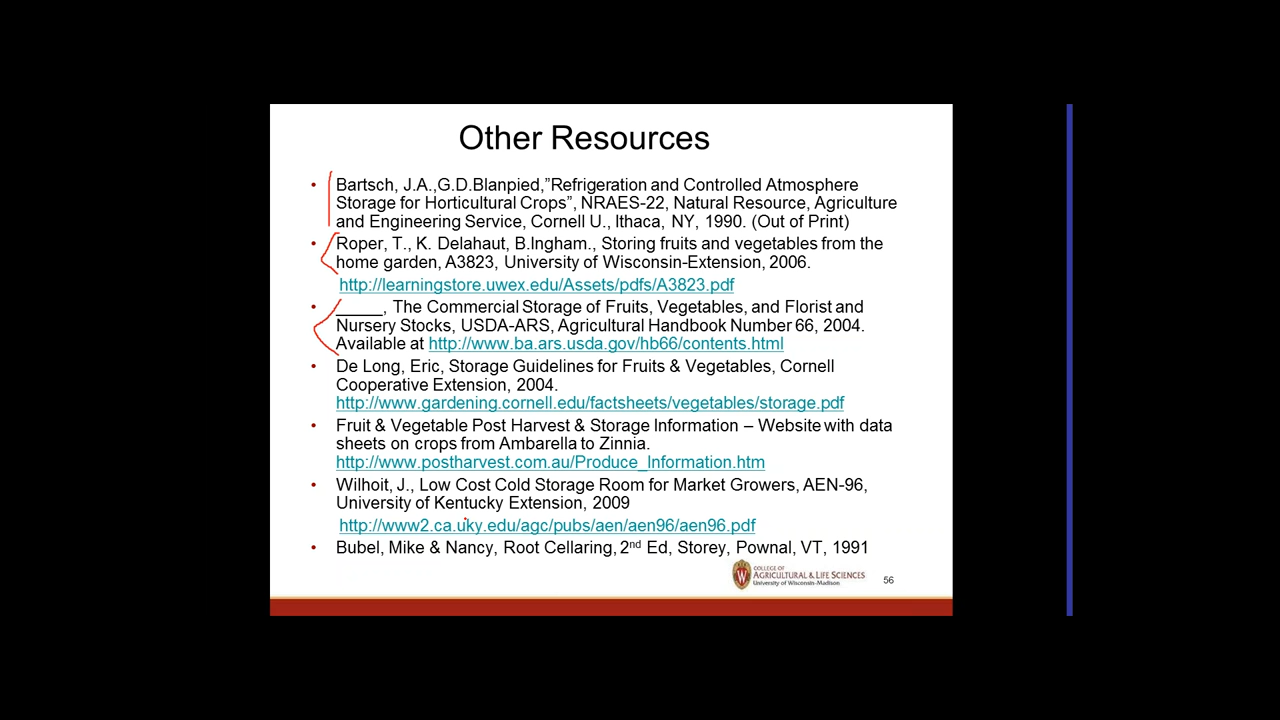 Other Resources
• Bartsch, J.A.,G.D.Blanpied,”Refrigeration and Controlled Atmosphere
Storage for Horticultural Crops”, NRAES-22, Natural Resource, Agriculture
and Engineering Service, Cornell U., Ithaca, NY, 1990. (Out of Print)
• Roper, T., K. Delahaut, B.Ingham., Storing fruits and vegetables from the
home garden, A3823, University of Wisconsin-Extension, 2006.
http://learningstore.uwex.edu/Assets/pdfs/A3823.pdf
• _____, The Commercial Storage of Fruits, Vegetables, and Florist and
Nursery Stocks, USDA-ARS, Agricultural Handbook Number 66, 2004.
Available at http://www.ba.ars.usda.gov/hb66/contents.html
• De Long, Eric, Storage Guidelines for Fruits & Vegetables, Cornell
Cooperative Extension, 2004.
http://www.gardening.cornell.edu/factsheets/vegetables/storage.pdf
• Fruit & Vegetable Post Harvest & Storage Information – Website with data
sheets on crops from Ambarella to Zinnia.
http://www.postharvest.com.au/Produce_Information.htm
• Wilhoit, J., Low Cost Cold Storage Room for Market Growers, AEN-96,
University of Kentucky Extension, 2009
http://www2.ca.uky.edu/agc/pubs/aen/aen96/aen96.pdf
• Bubel, Mike & Nancy, Root Cellaring, 2nd Ed, Storey, Pownal, VT, 1991
COLLEGE OF
AGRICULTURAL & LIFE SCIENCES
University of Wisconsin-Madison
56